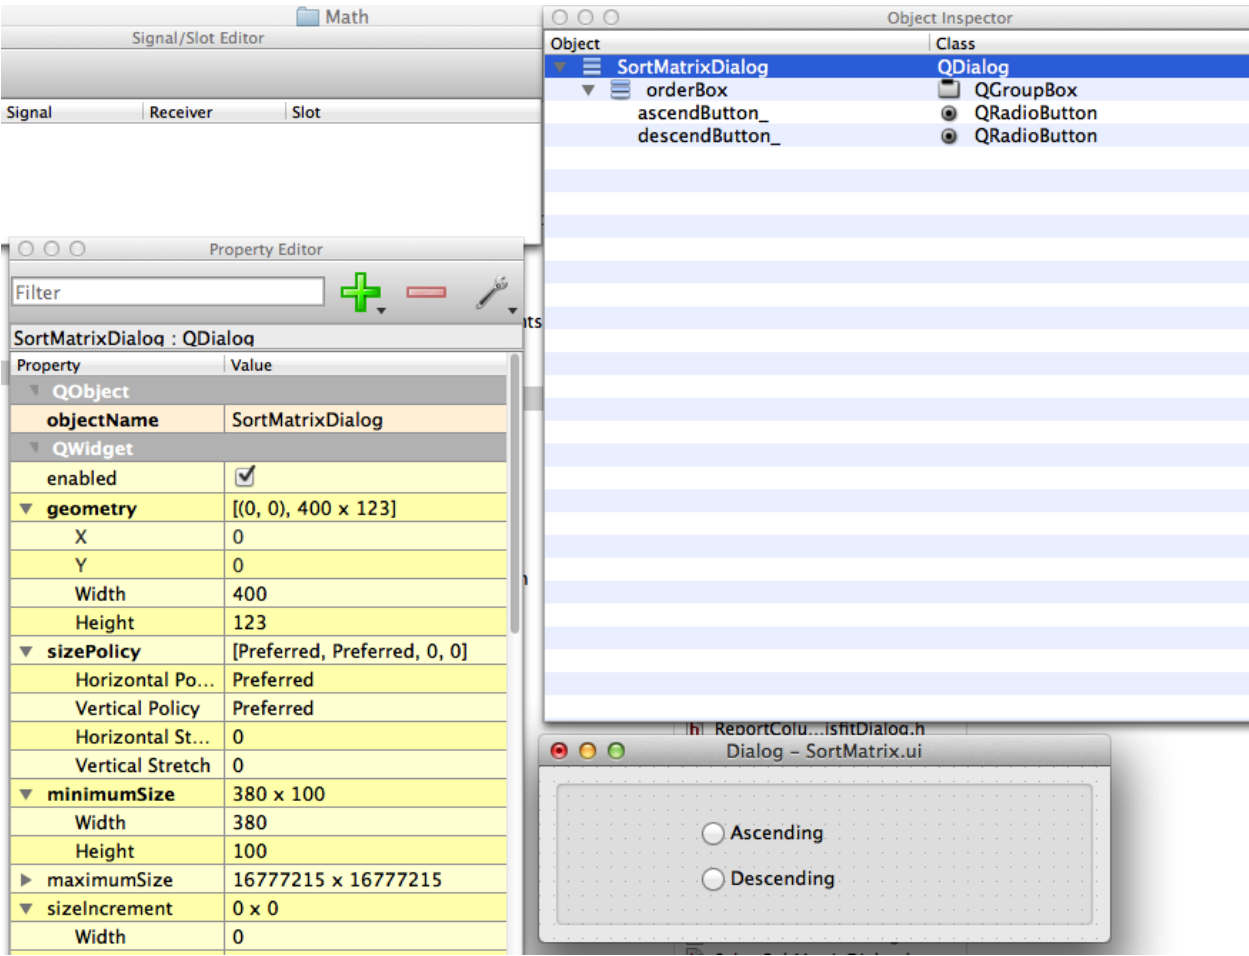 Math
Signal/Slot Editor
Signal Receiver Slot
Object Inspector
Object Class
SortMatrixDialog QDialog
orderBox QGroupBox
ascendButton_ QRadioButton
descendButton_ QRadioButton
Property Editor
Filter
nts
SortMatrixDialog : QDialog
Property Value
QObject
objectName SortMatrixDialog
QWidget
enabled
geometry [(0, 0), 400 x 123]
X 0
Y 0
Width 400
Height 123
sizePolicy [Preferred, Preferred, 0, 0]
Horizontal Po... Preferred
Vertical Policy Preferred
Horizontal St... 0
Vertical Stretch 0
minimumSize 380 x 100
Width 380
Height 100
maximumSize 16777215 x 16777215
sizeIncrement 0 x 0
Width 0
h ReportColu...isfitDialog.h
Dialog – SortMatrix.ui
Ascending
Descending